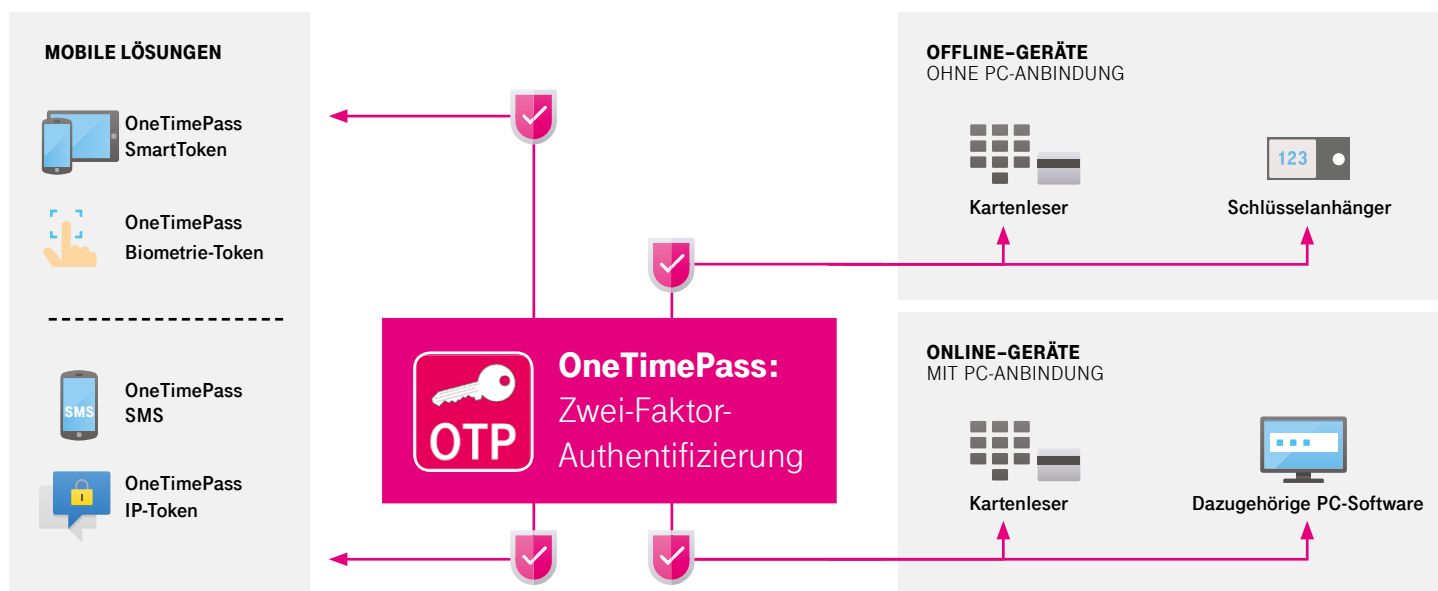 MOBILE LÖSUNGEN
OneTimePass
SmartToken
OneTimePass
Biometrie-Token
SMS
OneTimePass
SMS
OneTimePass
IP-Token
OTP
OneTimePass:
Zwei-Faktor-
Authentifizierung
OFFLINE-GERÄTE
OHNE PC-ANBINDUNG
123
Kartenleser
Schlüsselanhänger
ONLINE-GERÄTE
MIT PC-ANBINDUNG
Kartenleser
Dazugehörige PC-Software